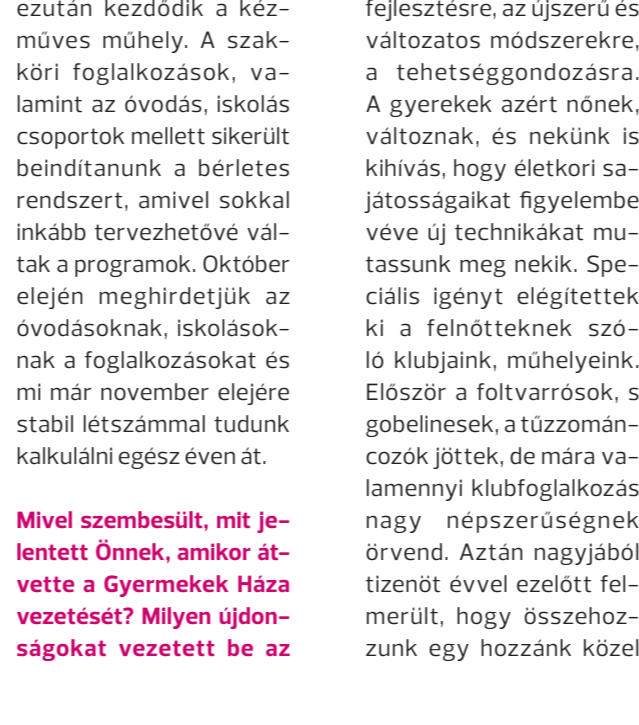 ezután kezdődik a kéz-
műves műhely. A szak-
köri foglalkozások, va-
lamint az óvodás, iskolás
csoportok mellett sikerült
beindítanunk a bérletes
rendszert, amivel sokkal
inkább tervezhetővé vál-
tak a programok. Október
elején meghirdetjük az
óvodásoknak, iskolások-
nak a foglalkozásokat és
mi már november elejére
stabil létszámmal tudunk
kalkulálni egész éven át.
Mivel szembesült, mit je-
lentett Önnek, amikor át-
vette a Gyermekek Háza
vezetését? Milyen újdon-
ságokat vezetett be az
fejlesztésre, az újszerű és
változatos módszerekre,
a tehetséggondozásra.
A gyerekek azért nőnek,
változnak, és nekünk is
kihívás, hogy életkori sa-
játosságaikat figyelembe
véve új technikákat mu-
tassunk meg nekik. Spe-
ciális igényt elégítettek
ki a felnőtteknek szó-
ló klubjaink, műhelyeink.
Először a foltvarrósok, s
gobelinesek, a tűzzomán-
cozók jöttek, de mára va-
lamennyi klubfoglalkozás
nagy népszerűségnek
örvend. Aztán nagyjából
tizenöt évvel ezelőtt fel-
merült, hogy összehoz-
zunk egy hozzánk közel